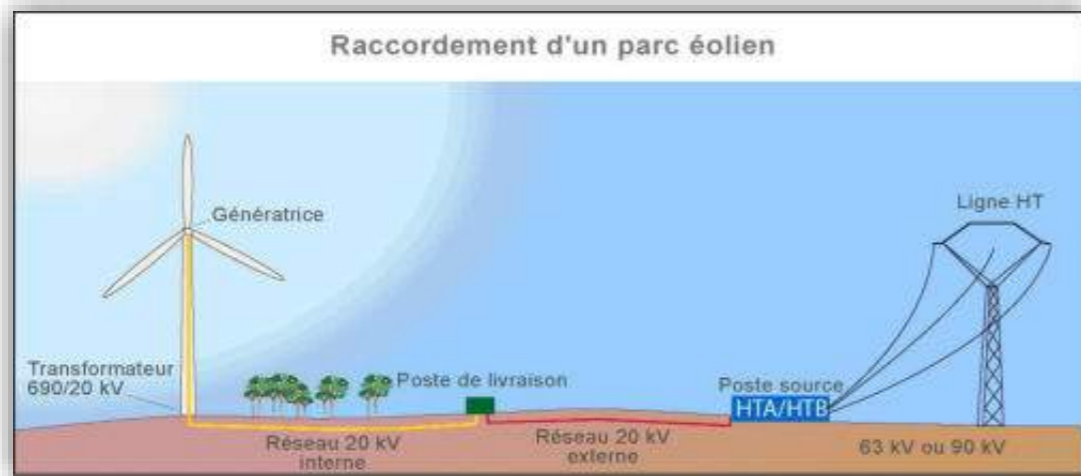 Raccordement d'un parc éolien
Génératrice
Ligne HT
Transformateur
690/20 kV
Poste de livraison
Poste source
HTA/HTB
Réseau 20 kV
interne
Réseau 20 kV
externe
63 kV ou 90 kV